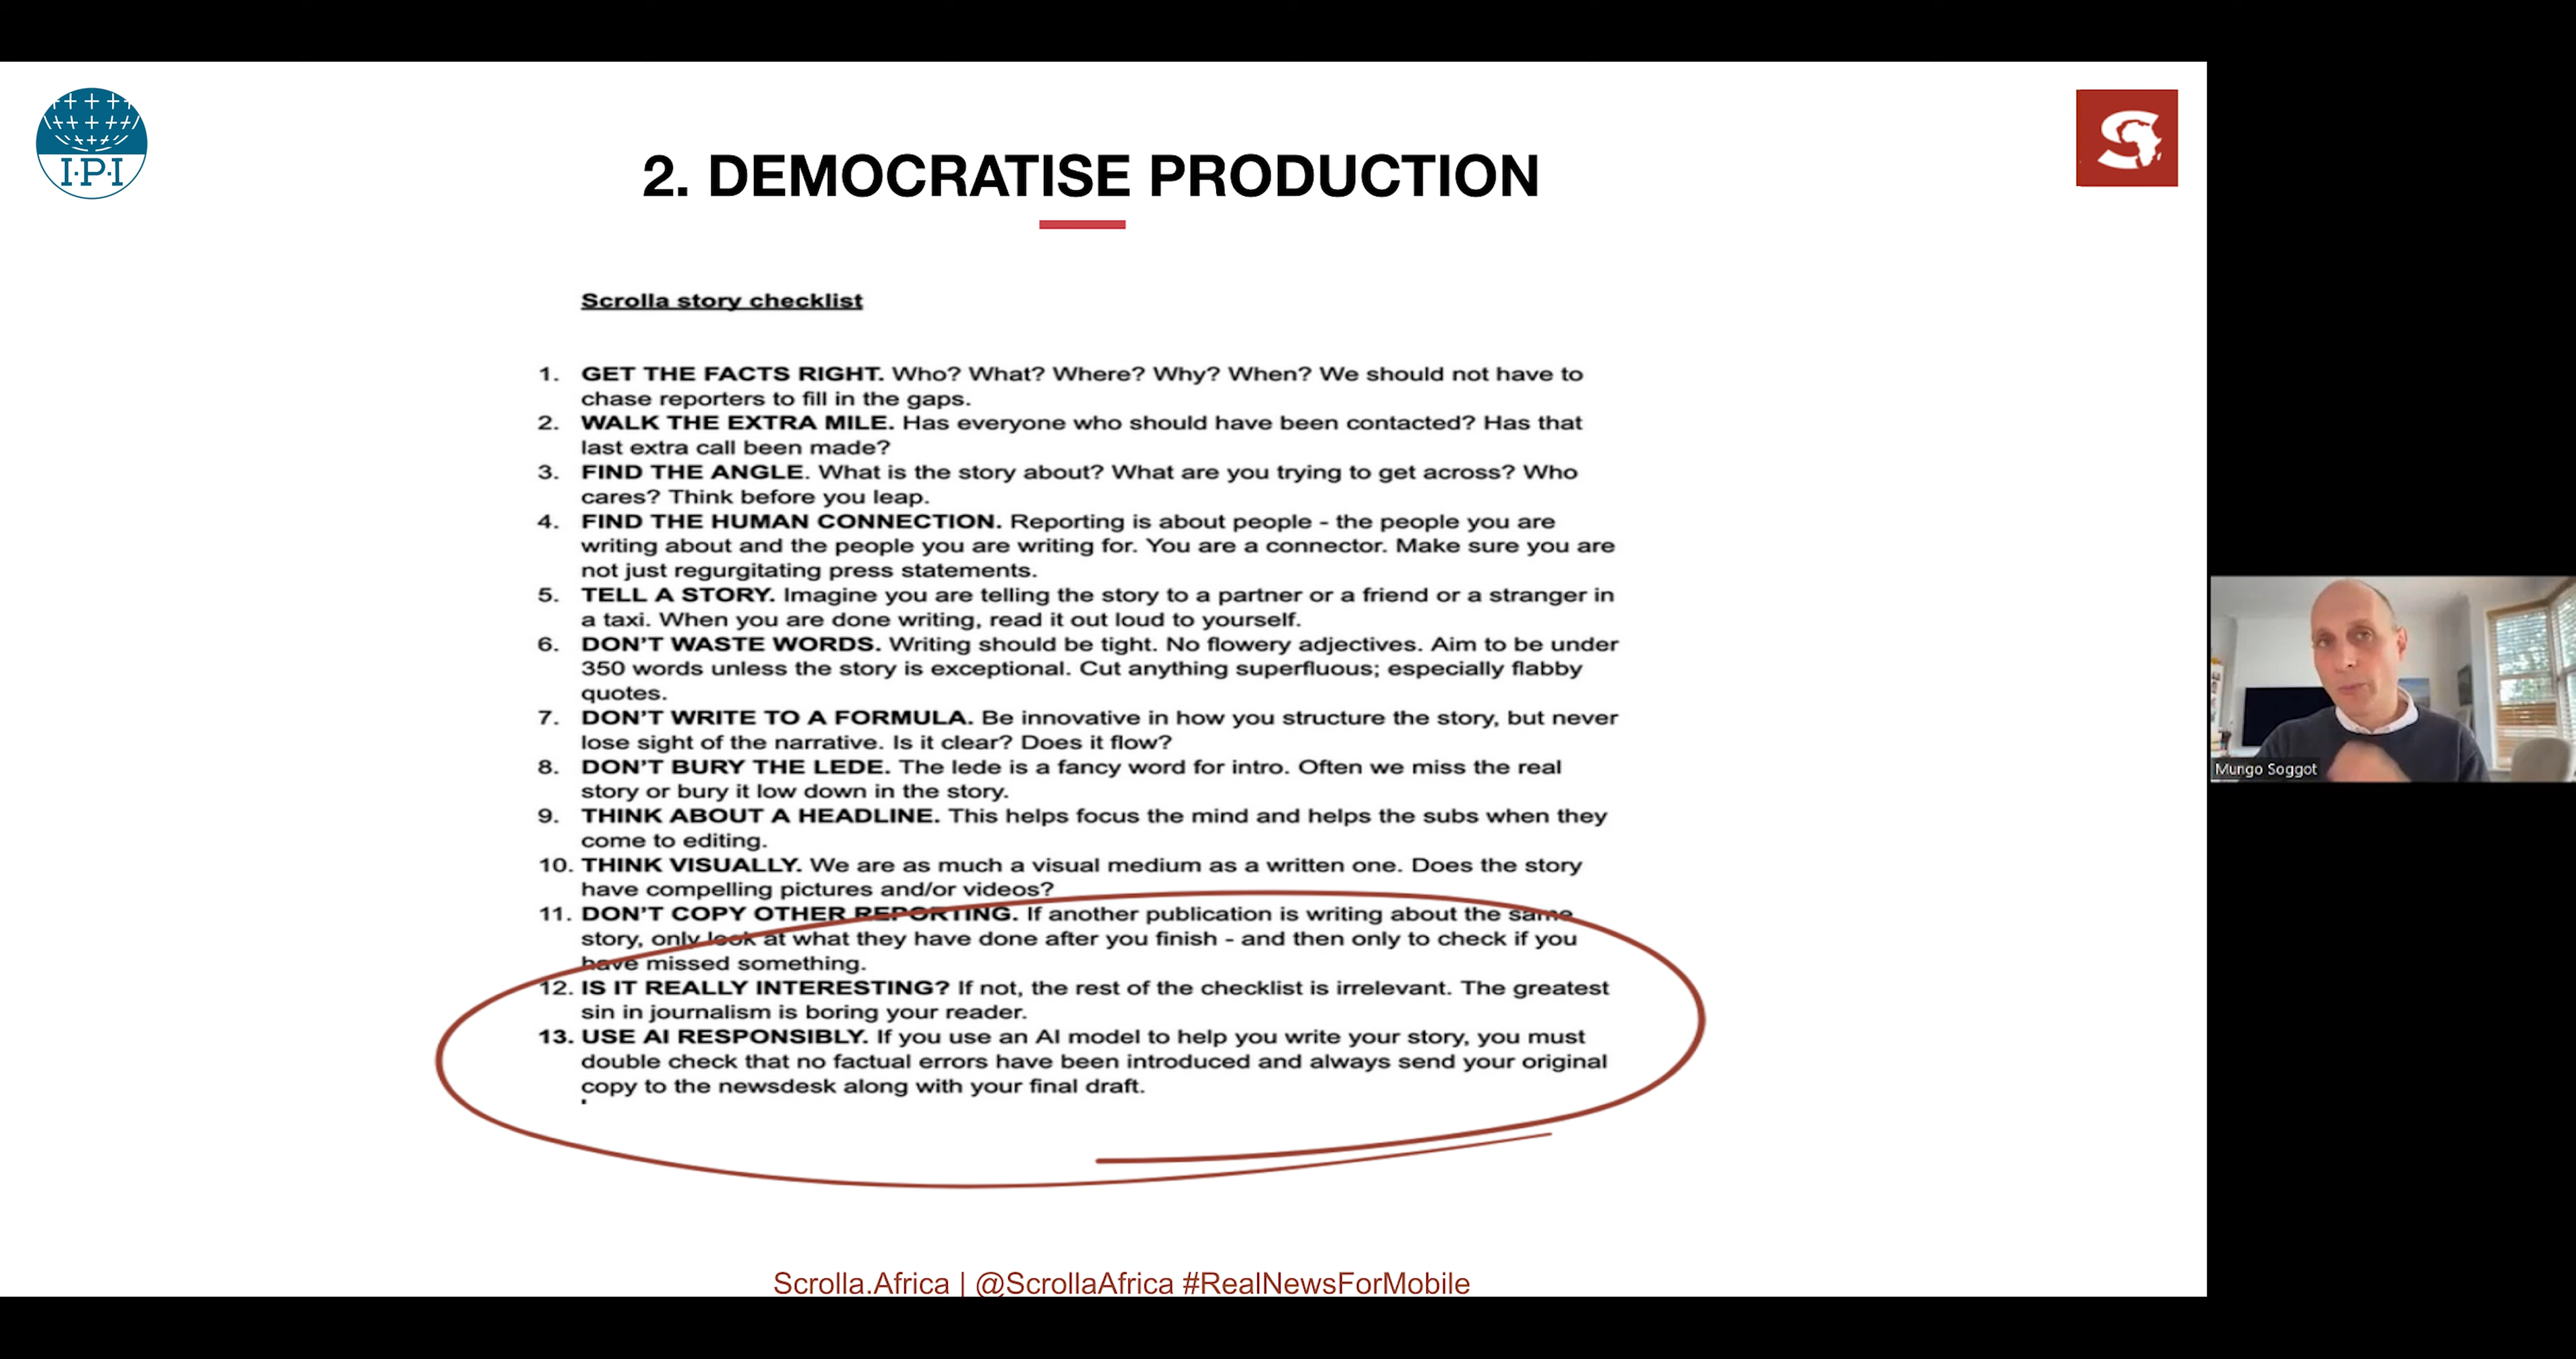 I·P·I
2. DEMOCRATISE PRODUCTION
Scrolla story checklist
1. GET THE FACTS RIGHT. Who? What? Where? Why? When? We should not have to
chase reporters to fill in the gaps.
2. WALK THE EXTRA MILE. Has everyone who should have been contacted? Has that
last extra call been made?
3. FIND THE ANGLE. What is the story about? What are you trying to get across? Who
cares? Think before you leap.
4. FIND THE HUMAN CONNECTION. Reporting is about people - the people you are
writing about and the people you are writing for. You are a connector. Make sure you are
not just regurgitating press statements.
5. TELL A STORY. Imagine you are telling the story to a partner or a friend or a stranger in
a taxi. When you are done writing, read it out loud to yourself.
6. DON'T WASTE WORDS. Writing should be tight. No flowery adjectives. Aim to be under
350 words unless the story is exceptional. Cut anything superfluous; especially flabby
quotes.
7. DON'T WRITE TO A FORMULA. Be innovative in how you structure the story, but never
lose sight of the narrative. Is it clear? Does it flow?
8. DON'T BURY THE LEDE. The lede is a fancy word for intro. Often we miss the real
story or bury it low down in the story.
9. THINK ABOUT A HEADLINE. This helps focus the mind and helps the subs when they
come to editing.
10. THINK VISUALLY. We are as much a visual medium as a written one. Does the story
have compelling pictures and/or videos?
11. DON'T COPY OTHER REPORTING. If another publication is writing about the same
story, only look at what they have done after you finish - and then only to check if you
have missed something.
12. IS IT REALLY INTERESTING? If not, the rest of the checklist is irrelevant. The greatest
sin in journalism is boring your reader.
13. USE AI RESPONSIBLY. If you use an AI model to help you write your story, you must
double check that no factual errors have been introduced and always send your original
copy to the newsdesk along with your final draft.
Scrolla.Africa | @ScrollaAfrica #RealNewsForMobile
Mungo Soggot